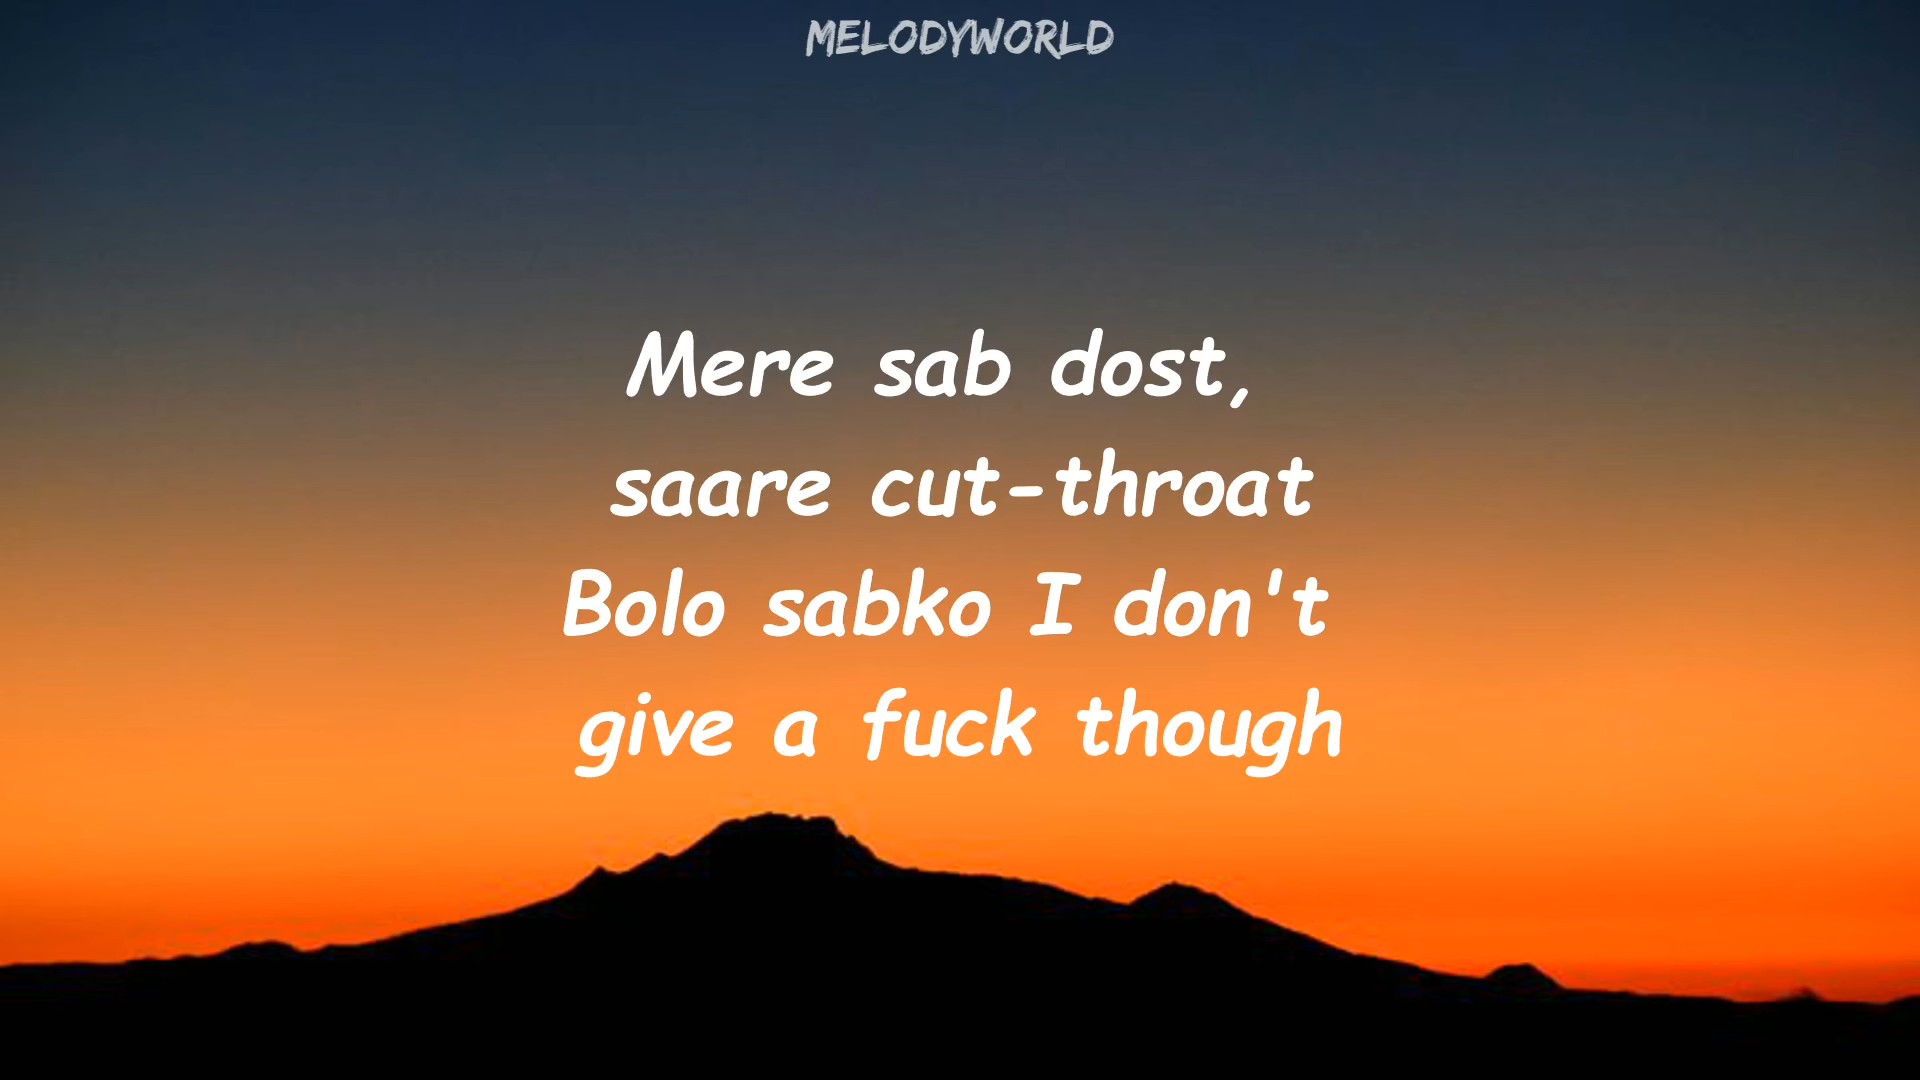 MELODYWORLD
Mere sab dost,
saare cut-throat
Bolo sabko I don't
give a fuck though